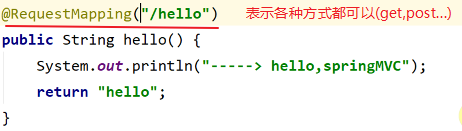 @RequestMapping("/hello") 表示各种方式都可以(get,post...)
public String hello() {
System.out.println("-----> hello,springMVC");
return "hello";
}